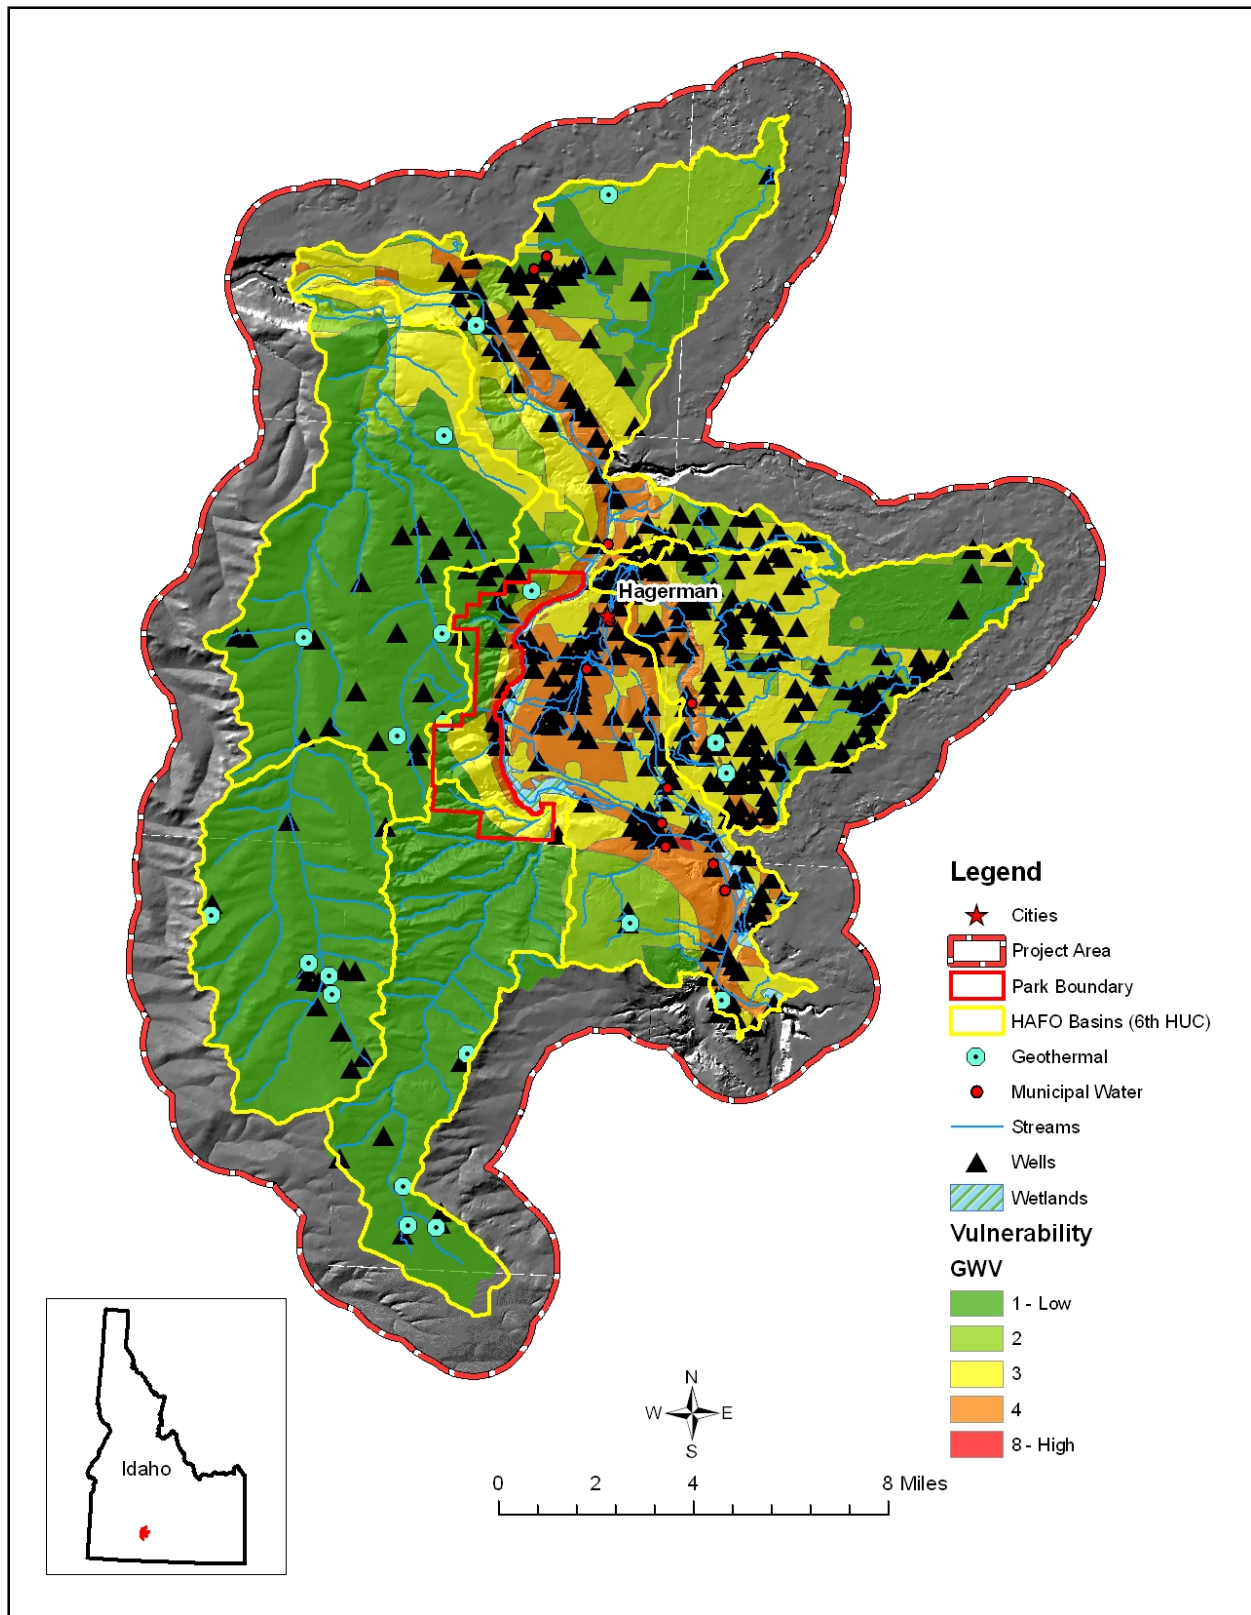 Hagerman
Legend
Cities
Project Area
Park Boundary
HAFO Basins (6th HUC)
Geothermal
Municipal Water
Streams
Wells
Wetlands
Vulnerability
GWV
1 - Low
2
3
4
8 - High
Idaho
N
W E
S
0 2 4 8 Miles